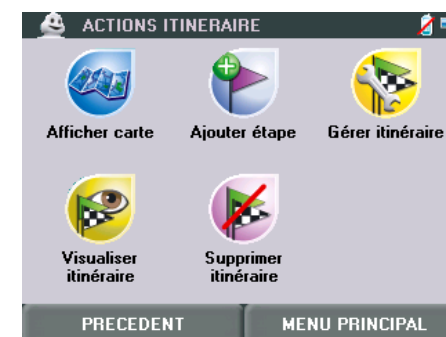 ACTIONS ITINERAIRE
Afficher carte
Ajouter étape
Gérer itinéraire
Visualiser
itinéraire
Supprimer
itinéraire
PRECEDENT
MENU PRINCIPAL